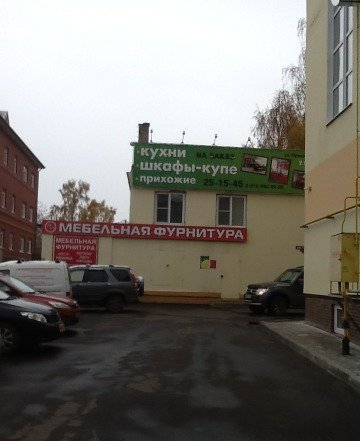 • кухни НА ЗАКАЗ
• шкафы-купе
• прихожие 25-15-45
МЕБЕЛЬНАЯ ФУРНИТУРА
МЕБЕЛЬНАЯ
ФУРНИТУРА